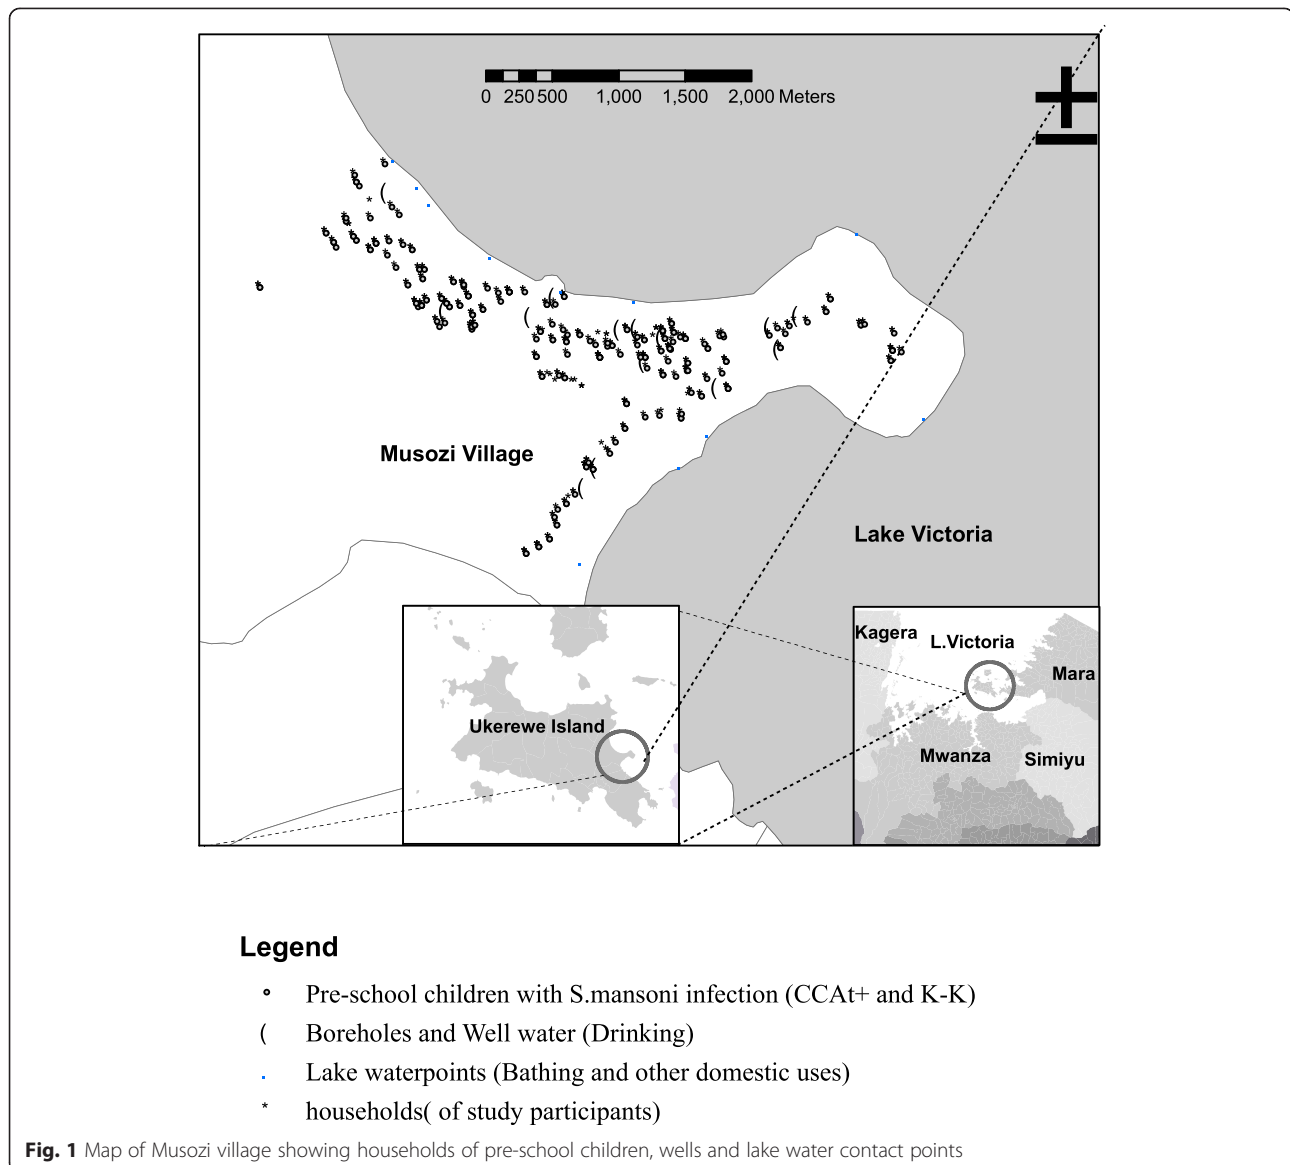 0 250 500 1,000 1,500 2,000 Meters
Musozi Village
Lake Victoria
Kagera
L.Victoria
Mara
Ukerewe Island
Mwanza
Simiyu
Legend
Pre-school children with S.mansoni infection (CCAt+ and K-K)
( Boreholes and Well water (Drinking)
Lake waterpoints (Bathing and other domestic uses)
* households( of study participants)
Fig. 1 Map of Musozi village showing households of pre-school children, wells and lake water contact points